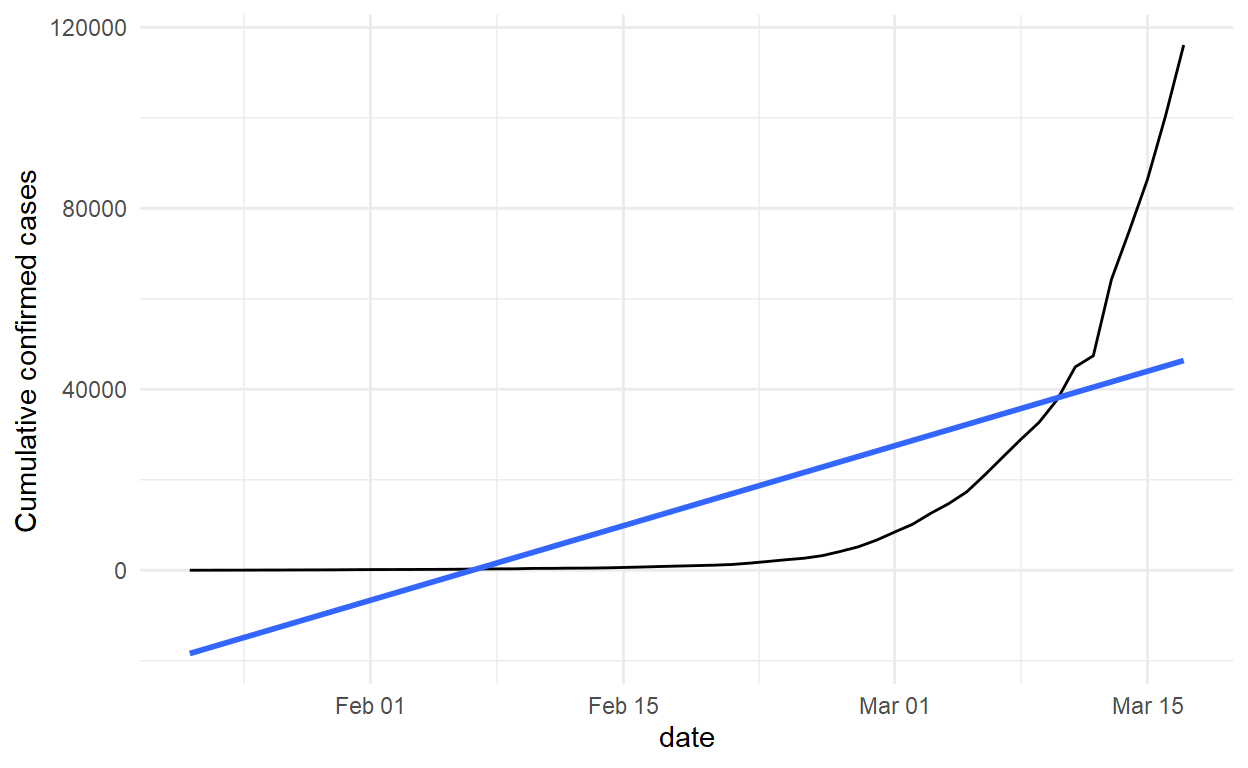 120000
80000
40000
0
Cumulative confirmed cases
Feb 01
Feb 15
Mar 01
Mar 15
date